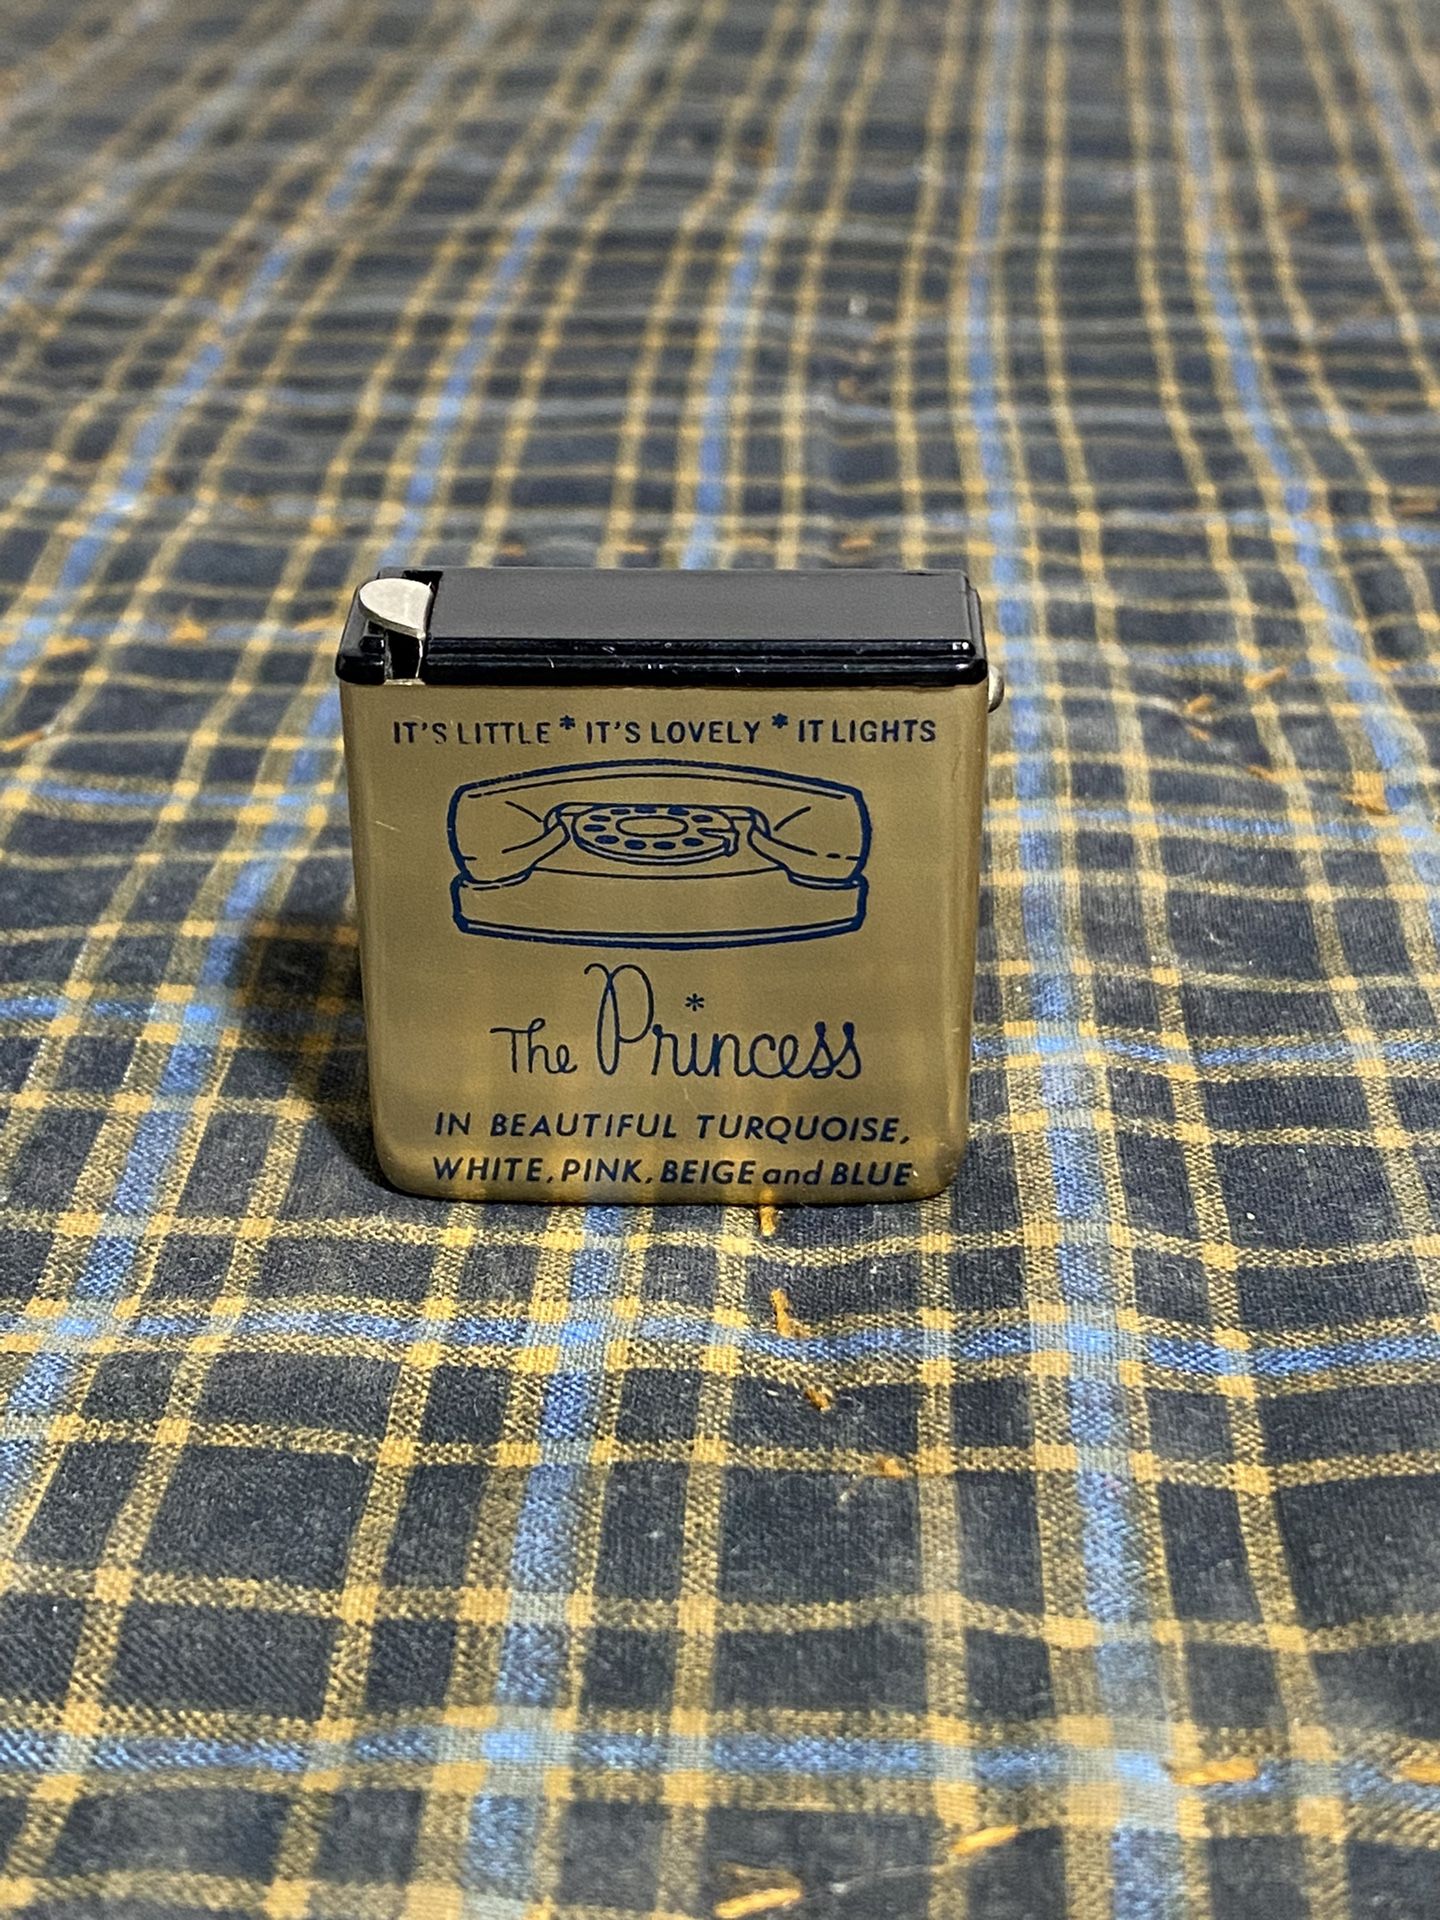 IT'S LITTLE * IT'S LOVELY * IT LIGHTS
The Princess*
IN BEAUTIFUL TURQUOISE,
WHITE, PINK, BEIGE and BLUE